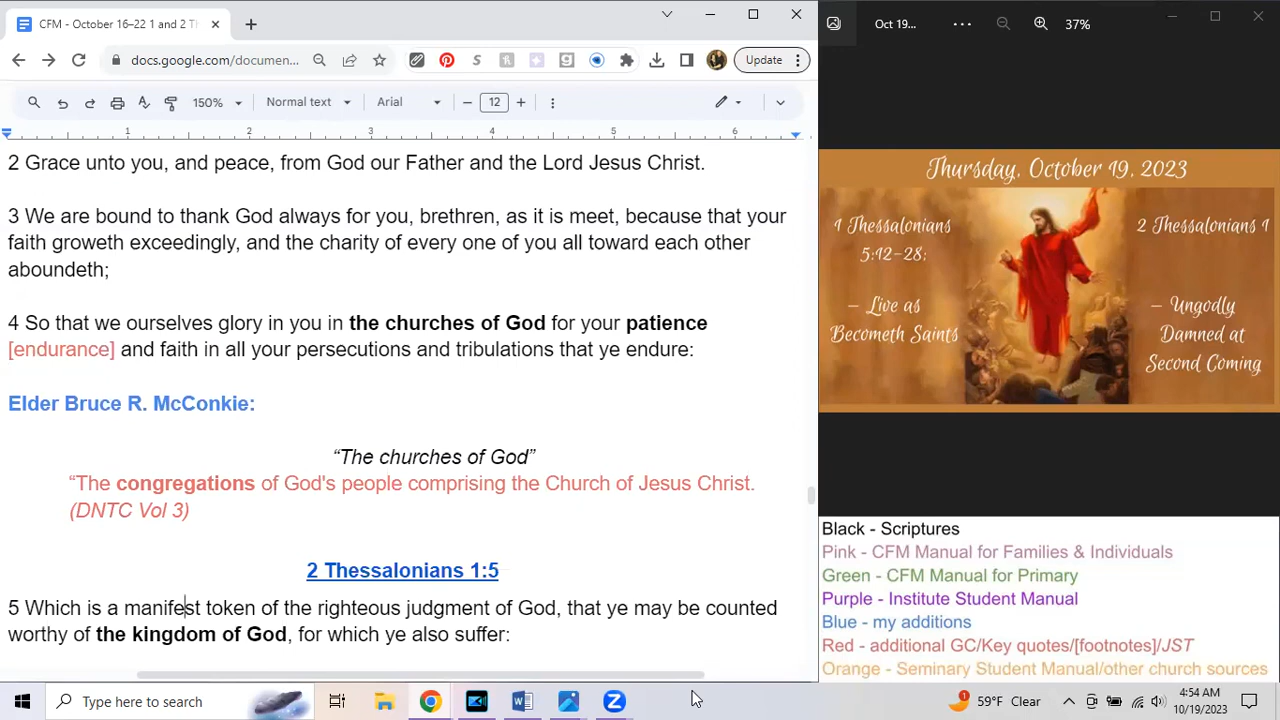 CFM - October 16–22 1 and 2 Th
docs.google.com/documen...
Update
150%
Normal text
Arial
12
1
2
3
4
5
6
2 Grace unto you, and peace, from God our Father and the Lord Jesus Christ.
3 We are bound to thank God always for you, brethren, as it is meet, because that your
faith groweth exceedingly, and the charity of every one of you all toward each other
aboundeth;
4 So that we ourselves glory in you in the churches of God for your patience
[endurance] and faith in all your persecutions and tribulations that ye endure:
Elder Bruce R. McConkie:
“The churches of God”
“The congregations of God's people comprising the Church of Jesus Christ.
(DNTC Vol 3)
2 Thessalonians 1:5
5 Which is a manifest token of the righteous judgment of God, that ye may be counted
worthy of the kingdom of God, for which ye also suffer:
Oct 19...
37%
Thursday, October 19, 2023
1 Thessalonians
5:12–28;
– Live as
Becometh Saints
2 Thessalonians 1
– Ungodly
Damned at
Second Coming
Black - Scriptures
Pink - CFM Manual for Families & Individuals
Green - CFM Manual for Primary
Purple - Institute Student Manual
Blue - my additions
Red - additional GC/Key quotes/[footnotes]/JST
Orange - Seminary Student Manual/other church sources
Type here to search
1
59°F Clear
4:54 AM
10/19/2023